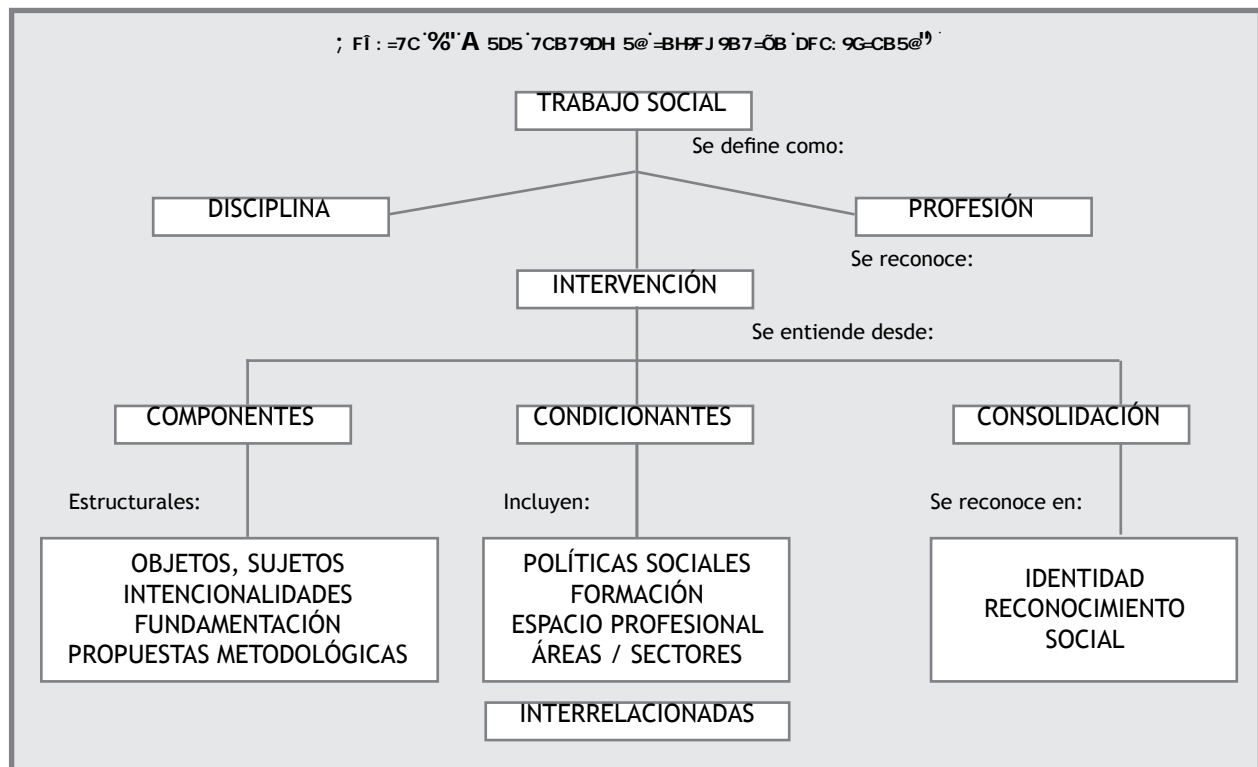 TRABAJO SOCIAL
Se define como:
DISCIPLINA
PROFESIÓN
Se reconoce:
INTERVENCIÓN
Se entiende desde:
COMPONENTES
CONDICIONANTES
CONSOLIDACIÓN
Estructurales:
Incluyen:
Se reconoce en:
OBJETOS, SUJETOS
INTENCIONALIDADES
FUNDAMENTACIÓN
PROPUESTAS METODOLÓGICAS
POLÍTICAS SOCIALES
FORMACIÓN
ESPACIO PROFESIONAL
ÁREAS / SECTORES
IDENTIDAD
RECONOCIMIENTO
SOCIAL
INTERRELACIONADAS